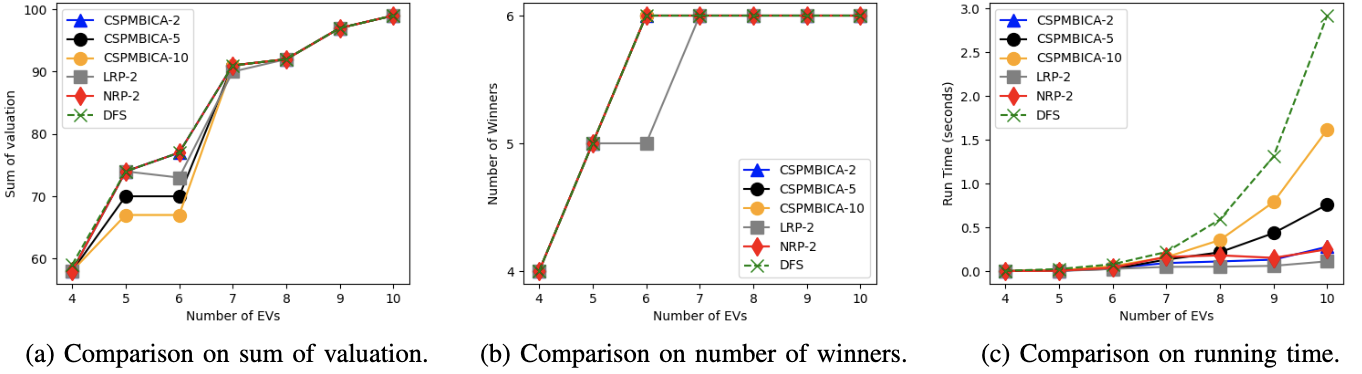 100
90
80
70
60
Sum of valuation
CSPMBICA-2
CSPMBICA-5
CSPMBICA-10
LRP-2
NRP-2
DFS
4 5 6 7 8 9 10
Number of EVs
(a) Comparison on sum of valuation.
6
5
4
Number of Winners
CSPMBICA-2
CSPMBICA-5
CSPMBICA-10
LRP-2
NRP-2
DFS
4 5 6 7 8 9 10
Number of EVs
(b) Comparison on number of winners.
3.0
2.5
2.0
1.5
1.0
0.5
0.0
Run Time (seconds)
CSPMBICA-2
CSPMBICA-5
CSPMBICA-10
LRP-2
NRP-2
DFS
4 5 6 7 8 9 10
Number of EVs
(c) Comparison on running time.